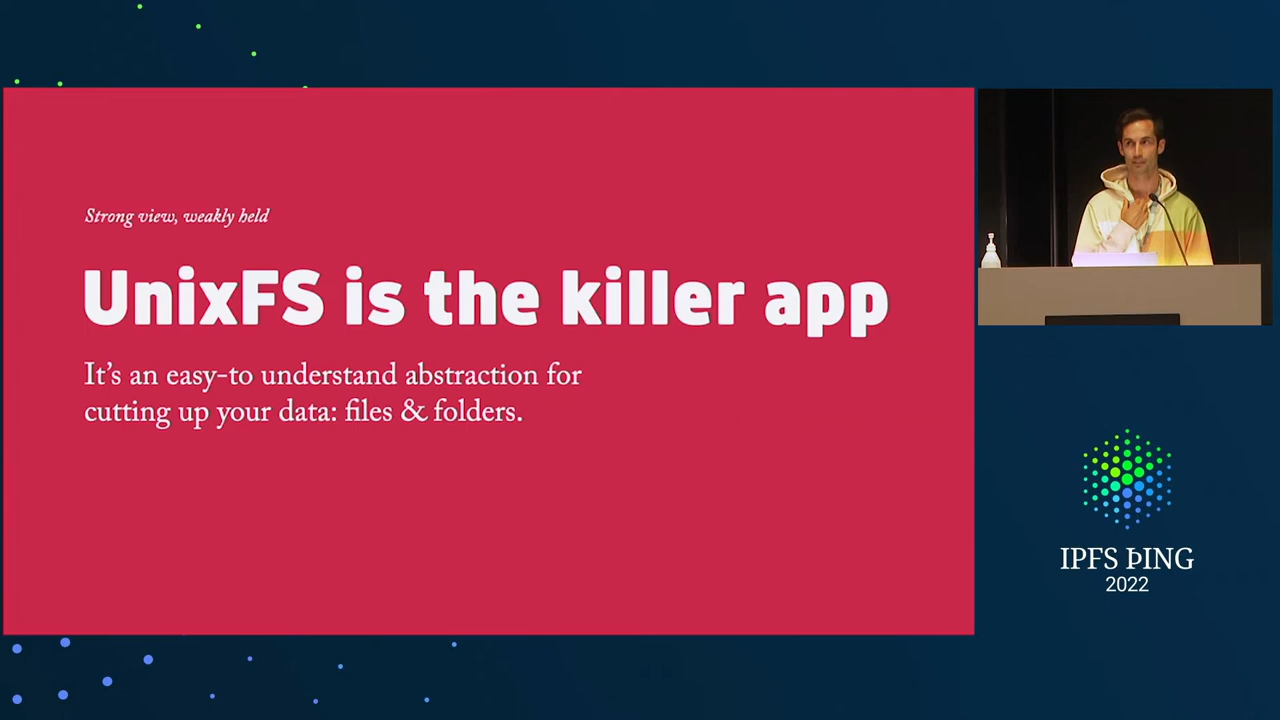 Strong view, weakly held
UnixFS is the killer app
It's an easy-to understand abstraction for
cutting up your data: files & folders.
IPFS ÞING
2022